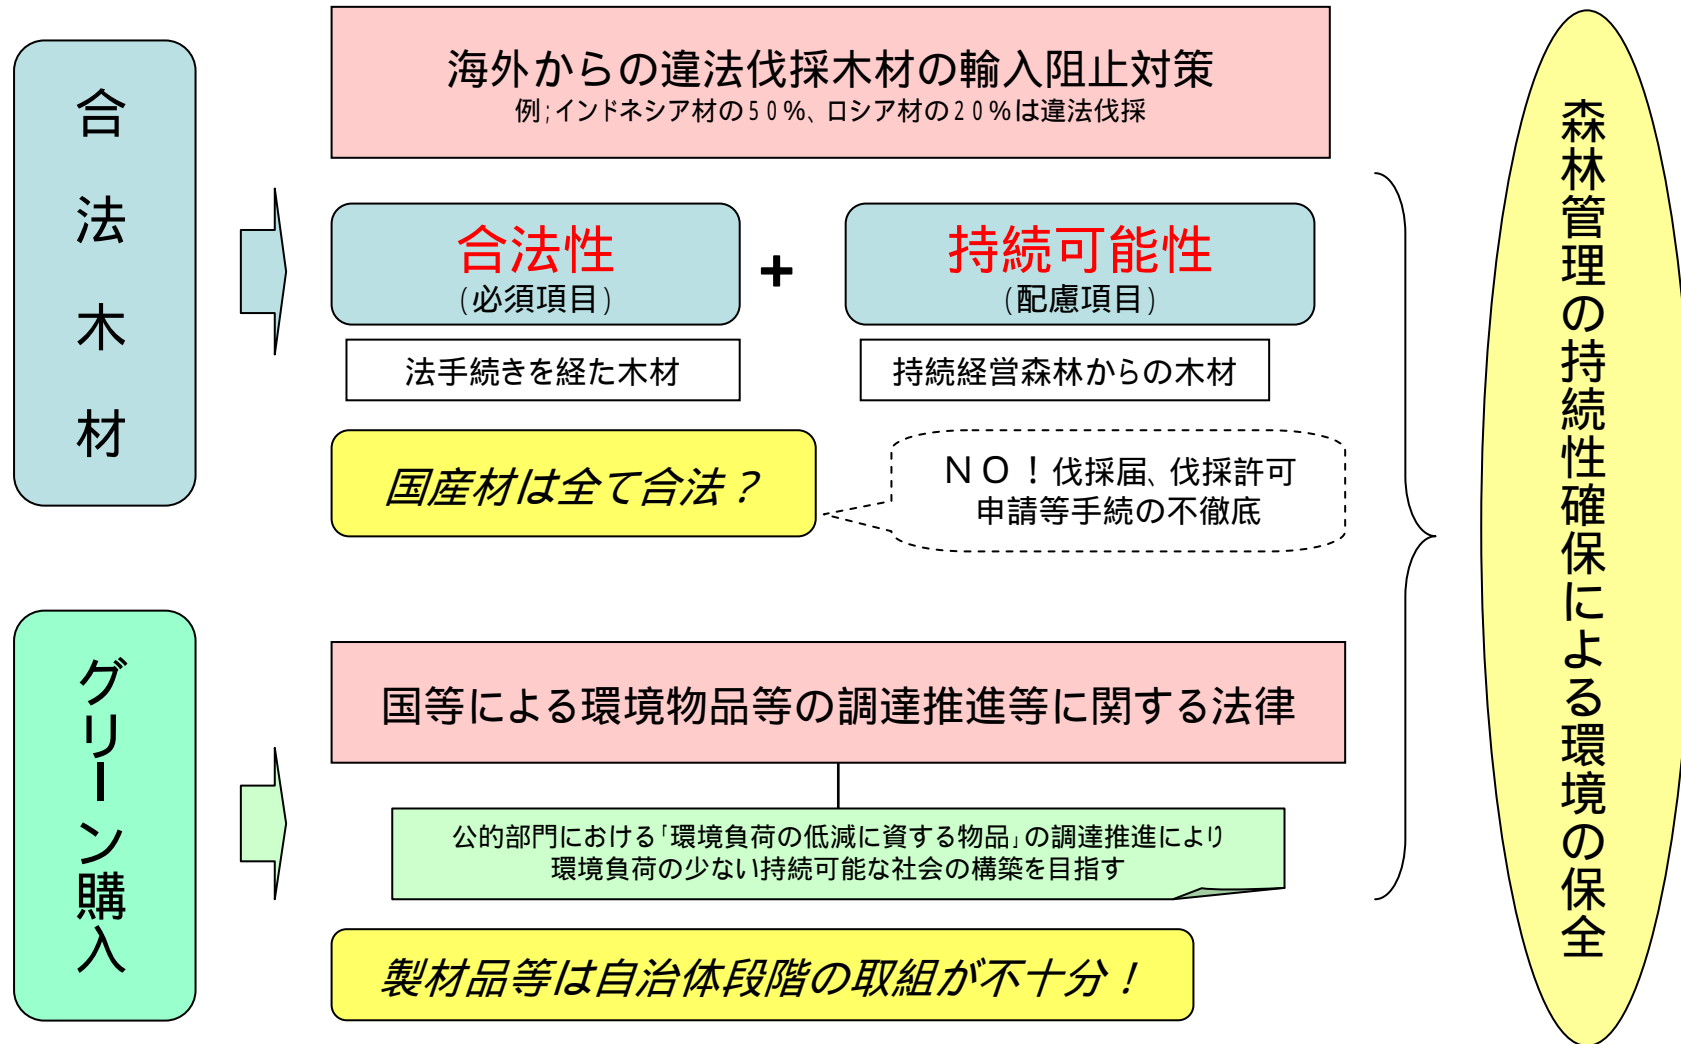 合法木材
海外からの違法伐採木材の輸入阻止対策
例;インドネシア材の50%、ロシア材の20%は違法伐採
合法性
(必須項目)
+
持続可能性
(配慮項目)
法手続きを経た木材
持続経営森林からの木材
国産材は全て合法?
NO!伐採届、伐採許可
申請等手続の不徹底
グリーン購入
国等による環境物品等の調達推進等に関する法律
公的部門における「環境負荷の低減に資する物品」の調達推進により
環境負荷の少ない持続可能な社会の構築を目指す
製材品等は自治体段階の取組が不十分!
森林管理の持続性確保による環境の保全